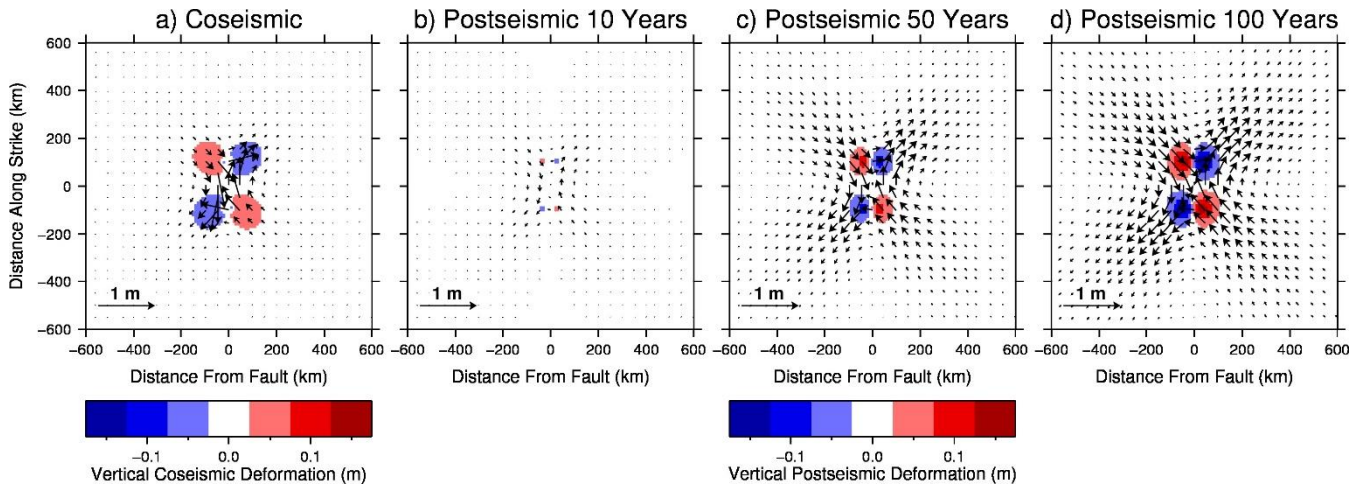 a) Coseismic
b) Postseismic 10 Years
c) Postseismic 50 Years
d) Postseismic 100 Years
Distance Along Strike (km)
600
400
200
0
−200
−400
−600
1 m
1 m
1 m
1 m
−600 −400 −200 0 200 400 600
−600 −400 −200 0 200 400 600
−600 −400 −200 0 200 400 600
−600 −400 −200 0 200 400 600
Distance From Fault (km)
Distance From Fault (km)
Distance From Fault (km)
Distance From Fault (km)
−0.1 0.0 0.1
Vertical Coseismic Deformation (m)
−0.1 0.0 0.1
Vertical Postseismic Deformation (m)